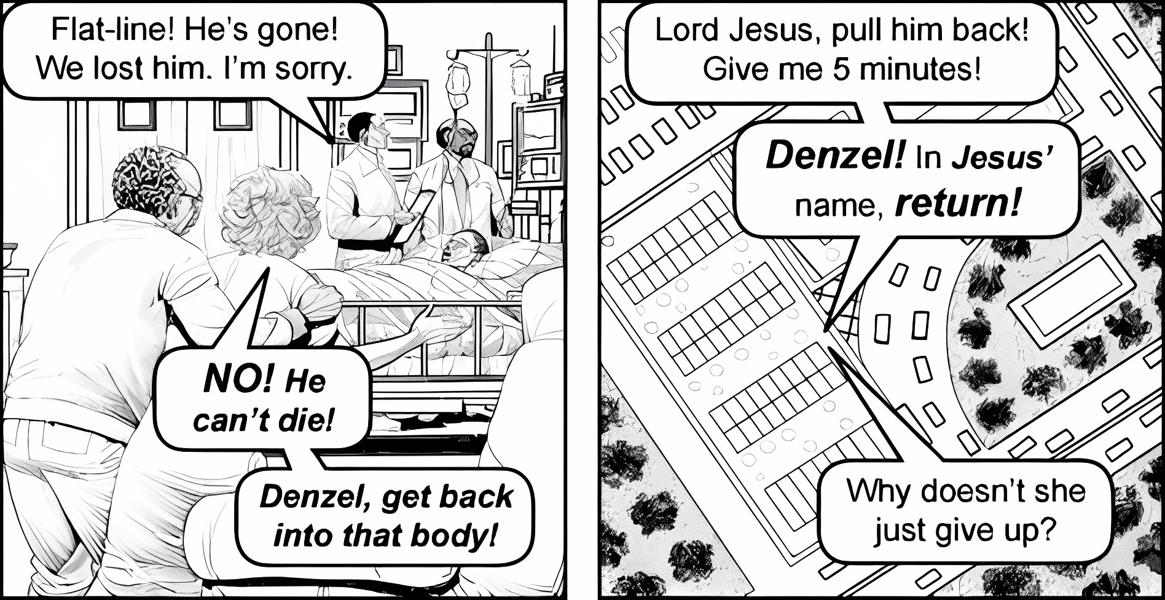 Flat-line! He's gone!
We lost him. I'm sorry.
NO! He
can't die!
Denzel, get back
into that body!
Lord Jesus, pull him back!
Give me 5 minutes!
Denzel! In Jesus'
name, return!
Why doesn't she
just give up?